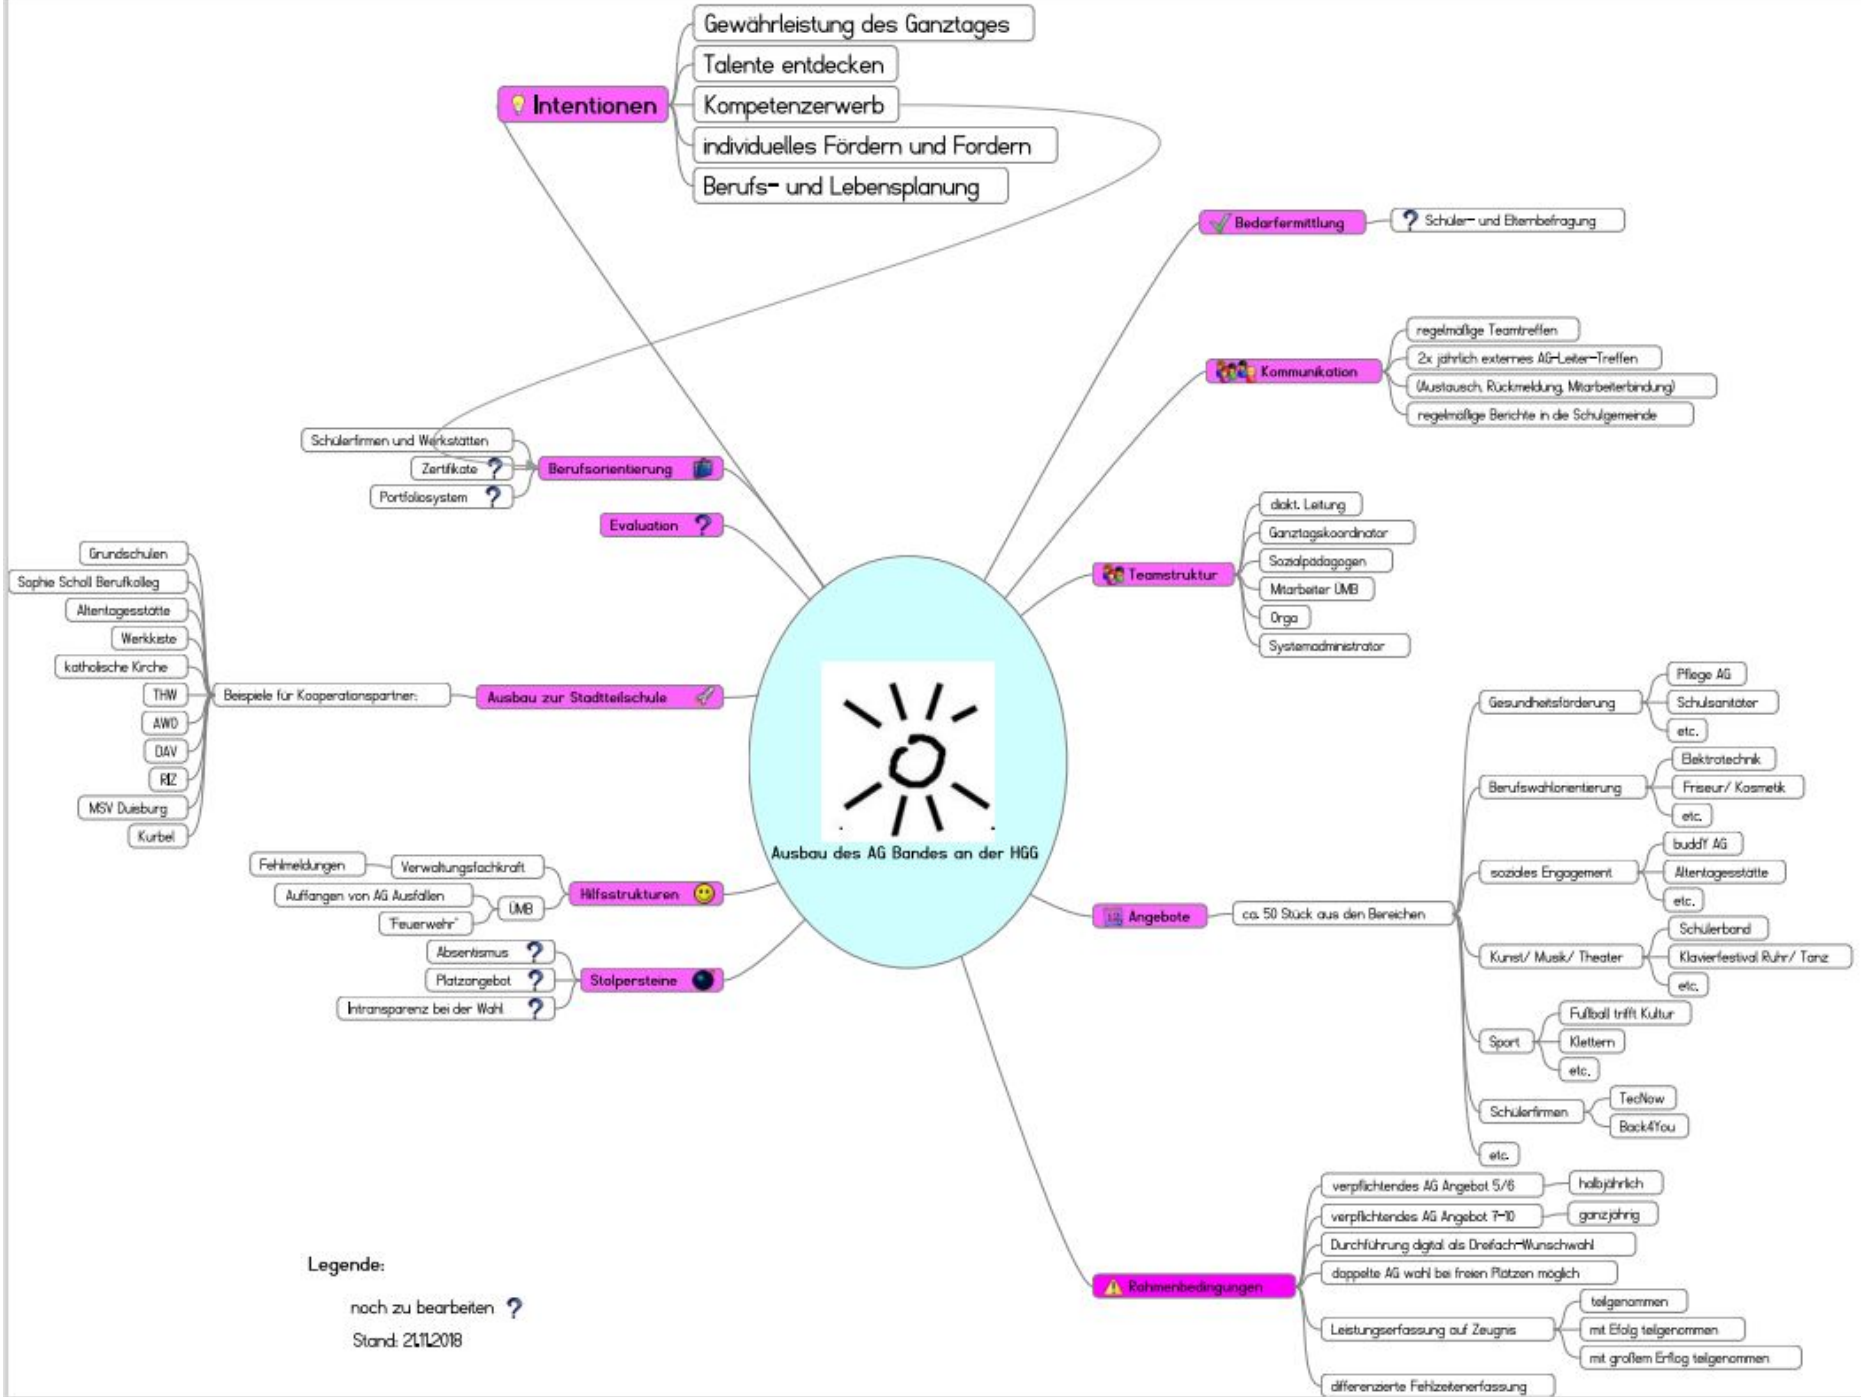 Gewährleistung des Ganztages
Talente entdecken
Intentionen
Kompetenzerwerb
individuelles Fördern und Fordern
Berufs- und Lebensplanung
Bedarfermittlung
? Schüler- und Elternbefragung
Kommunikation
regelmäßige Teamtreffen
2x jährlich externes AG-Leiter-Treffen
(Austausch, Rückmeldung, Mitarbeiterbindung)
regelmäßige Berichte in die Schulgemeinde
Schülerfirmen und Werkstätten
Zertifikate ?
Portfoliosystem ?
Berufsorientierung
Evaluation ?
Teamstruktur
diakt. Leitung
Ganztagskoordinator
Sozialpädagogen
Mitarbeiter ÜMB
Orga
Systemadministrator
Grundschulen
Sophie Scholl Berufkolleg
Altentagesstätte
Werkkiste
katholische Kirche
THW
AWO
DAV
RIZ
MSV Duisburg
Kurbel
Beispiele für Kooperationspartner:
Ausbau zur Stadtteilschule
Ausbau des AG Bandes an der HGG
Fehlmeldungen
Verwaltungsfachkraft
Auffangen von AG Ausfällen
"Feuerwehr"
ÜMB
Hilfsstrukturen
Absentismus ?
Platzangebot ?
Intransparenz bei der Wahl ?
Stolpersteine
Angebote
ca. 50 Stück aus den Bereichen
Gesundheitsförderung
Pflege AG
Schulsanitäter
etc.
Berufswahlorientierung
Elektrotechnik
Friseur/ Kosmetik
etc.
soziales Engagement
buddY AG
Altentagesstätte
etc.
Kunst/ Musik/ Theater
Schülerband
Klavierfestival Ruhr/ Tanz
etc.
Sport
Fußball trifft Kultur
Klettern
etc.
Schülerfirmen
TecNow
Back4You
etc.
Rahmenbedingungen
verpflichtendes AG Angebot 5/6
halbjährlich
verpflichtendes AG Angebot 7-10
ganzjährig
Durchführung digital als Dreifach-Wunschwahl
doppelte AG wahl bei freien Plätzen möglich
Leistungserfassung auf Zeugnis
teilgenommen
mit Efolg teilgenommen
mit großem Erflog teilgenommen
differenzierte Fehlzeitenerfassung
Legende:
noch zu bearbeiten ?
Stand: 21.11.2018